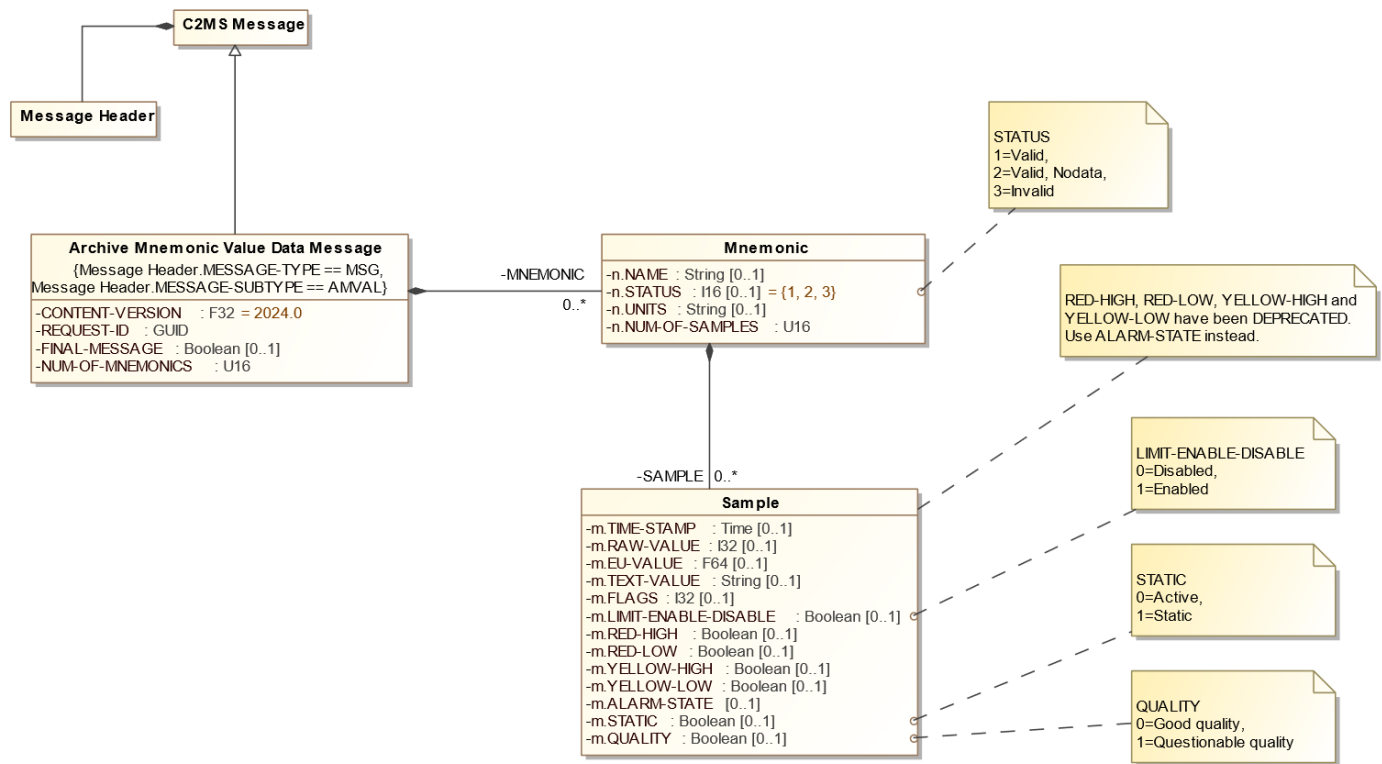 C2MS Message
Message Header
STATUS
1=Valid,
2=Valid, Nodata,
3=Invalid
Archive Mnemonic Value Data Message
{Message Header.MESSAGE-TYPE == MSG,
Message Header.MESSAGE-SUBTYPE == AMVAL}
-CONTENT-VERSION : F32 = 2024.0
-REQUEST-ID : GUID
-FINAL-MESSAGE : Boolean [0..1]
-NUM-OF-MNEMONICS : U16
-MNEMONIC
0..*
Mnemonic
-n.NAME : String [0..1]
-n.STATUS : I16 [0..1] = {1, 2, 3}
-n.UNITS : String [0..1]
-n.NUM-OF-SAMPLES : U16
RED-HIGH, RED-LOW, YELLOW-HIGH and
YELLOW-LOW have been DEPRECATED.
Use ALARM-STATE instead.
-SAMPLE 0..*
Sample
-m.TIME-STAMP : Time [0..1]
-m.RAW-VALUE : I32 [0..1]
-m.EU-VALUE : F64 [0..1]
-m.TEXT-VALUE : String [0..1]
-m.FLAGS : I32 [0..1]
-m.LIMIT-ENABLE-DISABLE : Boolean [0..1]
-m.RED-HIGH : Boolean [0..1]
-m.RED-LOW : Boolean [0..1]
-m.YELLOW-HIGH : Boolean [0..1]
-m.YELLOW-LOW : Boolean [0..1]
-m.ALARM-STATE [0..1]
-m.STATIC : Boolean [0..1]
-m.QUALITY : Boolean [0..1]
LIMIT-ENABLE-DISABLE
0=Disabled,
1=Enabled
STATIC
0=Active,
1=Static
QUALITY
0=Good quality,
1=Questionable quality